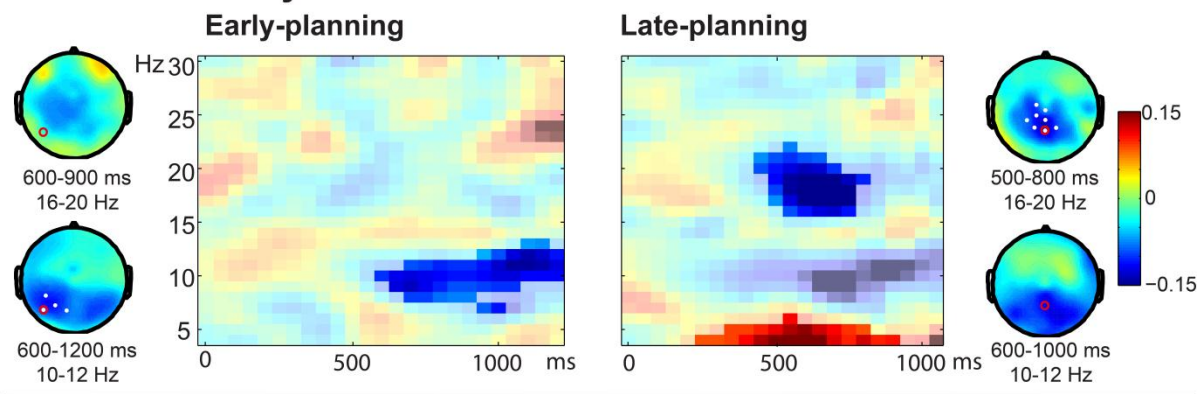 Early-planning
Late-planning
Hz 30
25
20
15
10
5
0 500 1000 ms
0 500 1000 ms
600-900 ms
16-20 Hz
600-1200 ms
10-12 Hz
500-800 ms
16-20 Hz
600-1000 ms
10-12 Hz
0.15
0
−0.15